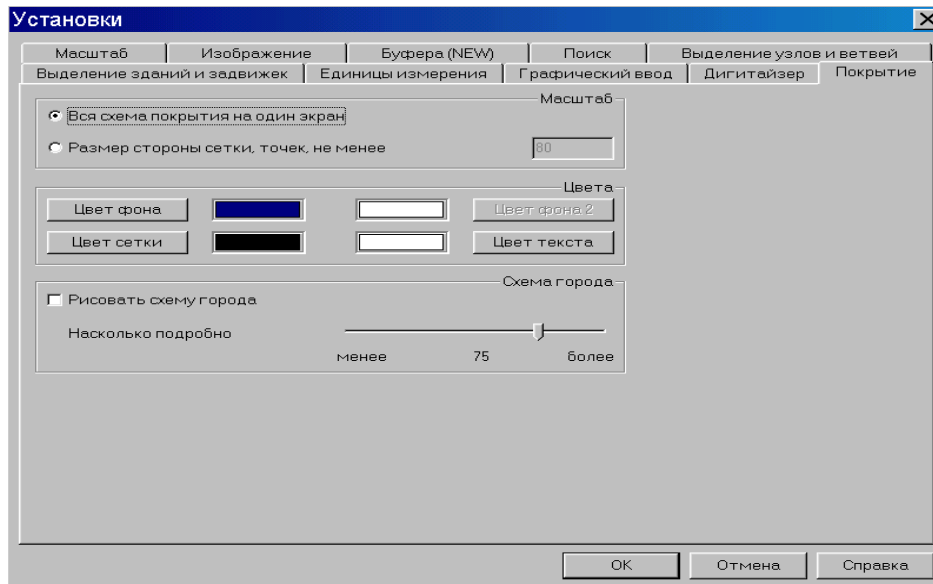 Установки
Масштаб Изображение Буфера (NEW) Поиск Выделение узлов и ветвей
Выделение зданий и задвижек Единицы измерения Графический ввод Дигитайзер Покрытие
Масштаб
Вся схема покрытия на один экран
Размер стороны сетки, точек, не менее 80
Цвета
Цвет фона Цвет фона 2
Цвет сетки Цвет текста
Схема города
Рисовать схему города
Насколько подробно
менее 75 более
OK Отмена Справка